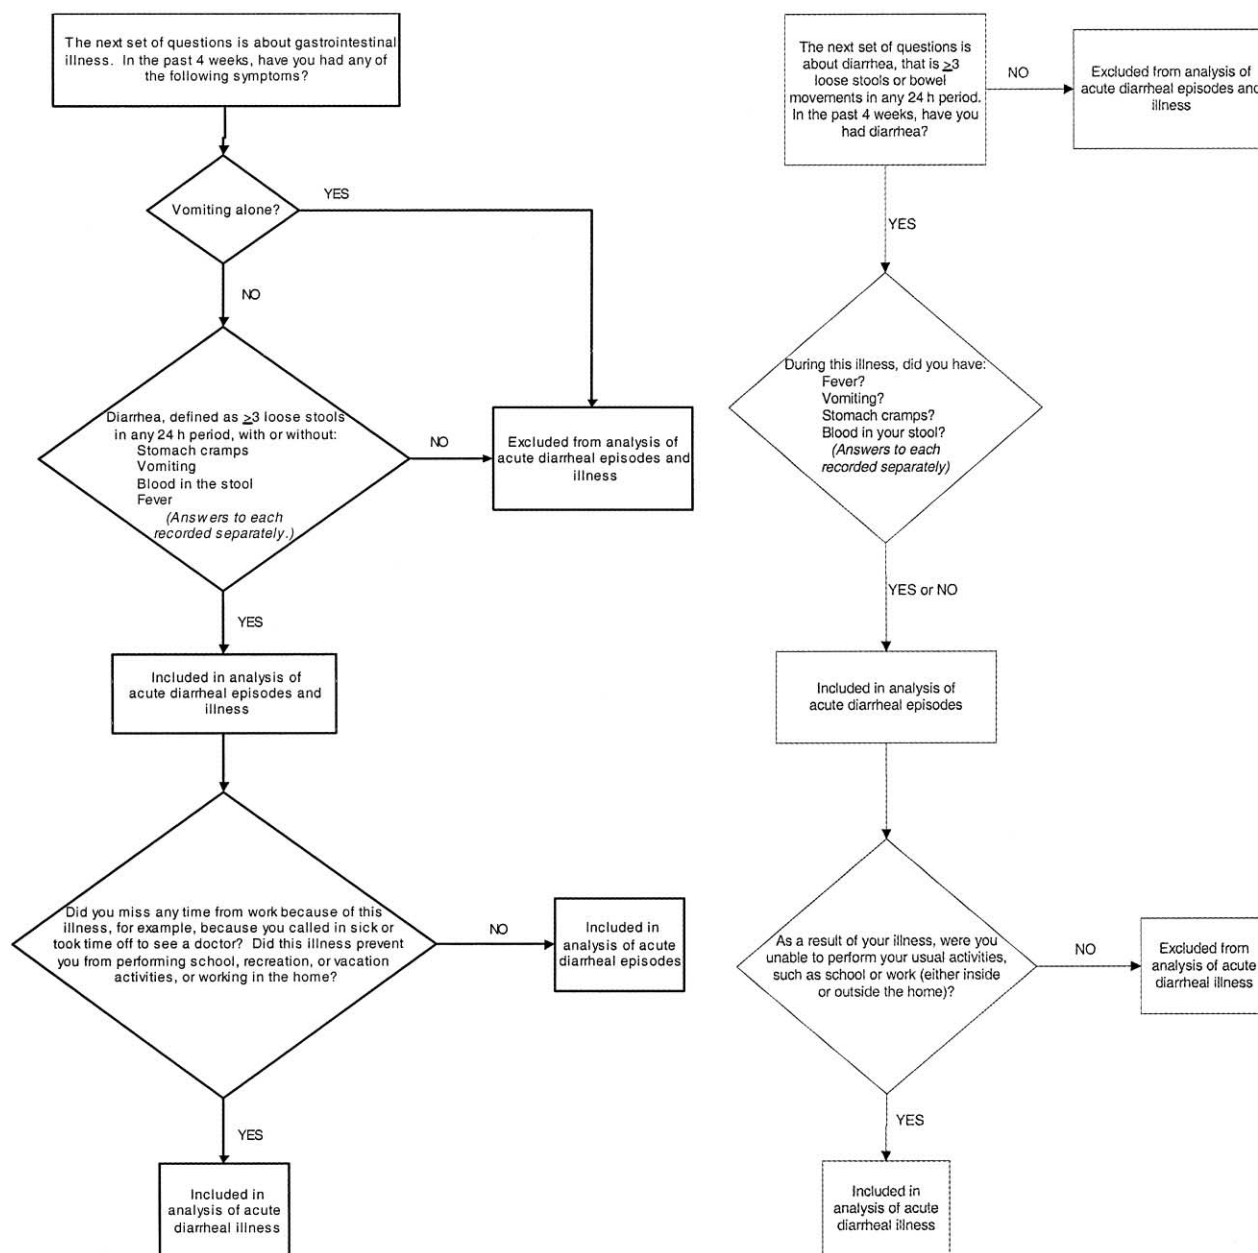 The next set of questions is about gastrointestinal
illness. In the past 4 weeks, have you had any of
the following symptoms?
Vomiting alone?
YES
NO
Diarrhea, defined as ≥3 loose stools
in any 24 h period, with or without:
Stomach cramps
Vomiting
Blood in the stool
Fever
(Answers to each
recorded separately.)
NO
Excluded from analysis of
acute diarrheal episodes and
illness
YES
Included in analysis of
acute diarrheal episodes and
illness
Did you miss any time from work because of this
illness, for example, because you called in sick or
took time off to see a doctor? Did this illness prevent
you from performing school, recreation, or vacation
activities, or working in the home?
NO
Included in
analysis of acute
diarrheal episodes
YES
Included in
analysis of acute
diarrheal illness
The next set of questions is
about diarrhea, that is ≥3
loose stools or bowel
movements in any 24 h period.
In the past 4 weeks, have you
had diarrhea?
NO
Excluded from analysis of
acute diarrheal episodes and
illness
YES
During this illness, did you have:
Fever?
Vomiting?
Stomach cramps?
Blood in your stool?
(Answers to each
recorded separately)
YES or NO
Included in analysis of
acute diarrheal episodes
As a result of your illness, were you
unable to perform your usual activities,
such as school or work (either inside
or outside the home)?
NO
Excluded from
analysis of acute
diarrheal illness
YES
Included in
analysis of acute
diarrheal illness